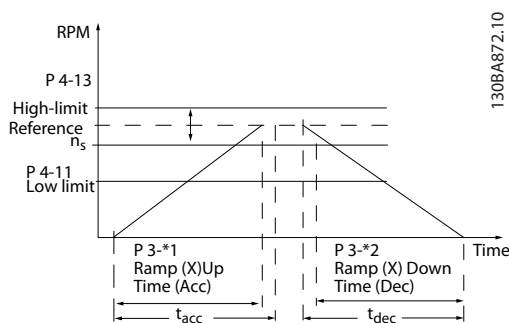 RPM
P 4-13
High-limit
Reference
ns
P 4-11
Low limit
Time
P 3-*1
Ramp (X)Up
Time (Acc)
P 3-*2
Ramp (X) Down
Time (Dec)
tacc
tdec
130BA872.10